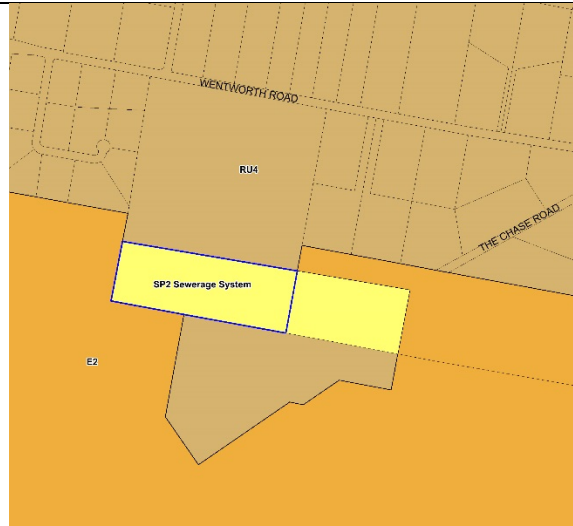 WENTWORTH ROAD
RU4
THE CHASE ROAD
SP2 Sewerage System
E2